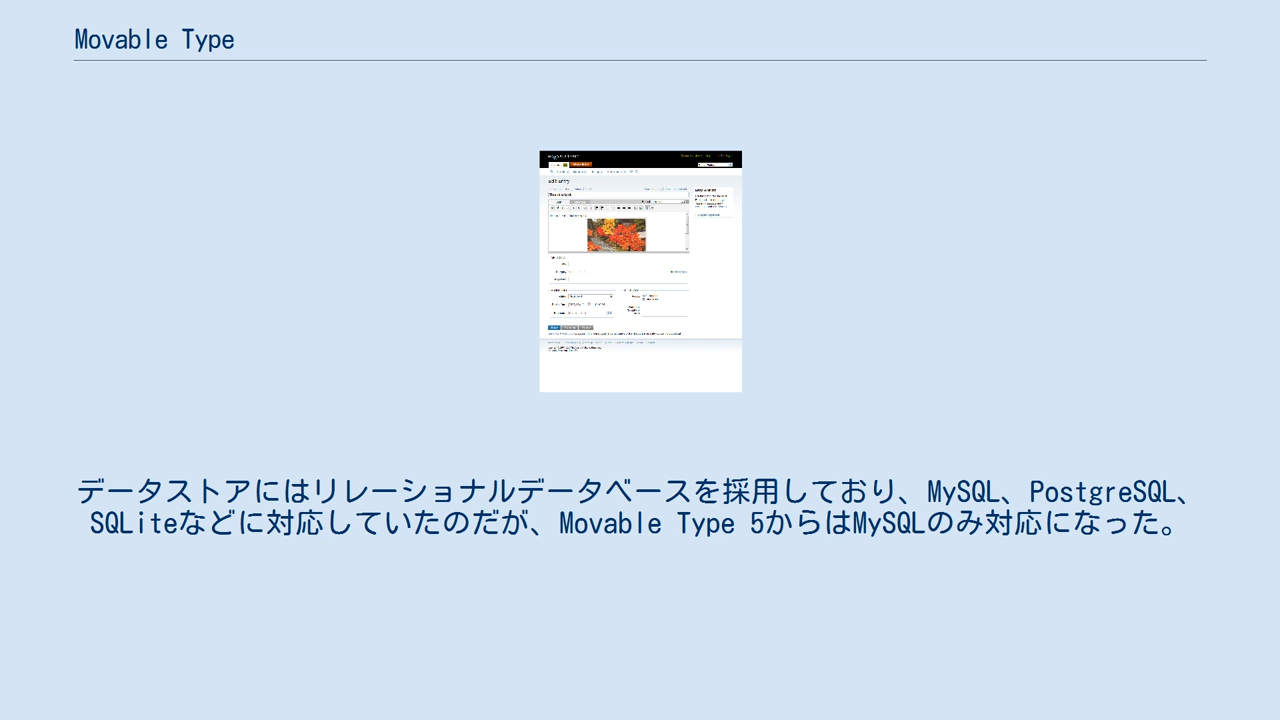 Movable Type
Edit Entry
データストアにはリレーショナルデータベースを採用しており、MySQL、PostgreSQL、
SQLiteなどに対応していたのだが、Movable Type 5からはMySQLのみ対応になった。